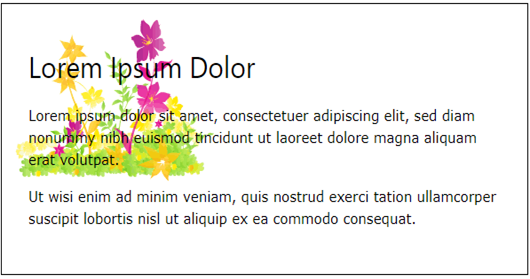 Lorem Ipsum Dolor
Lorem ipsum dolor sit amet, consectetuer adipiscing elit, sed diam
nonummy nibh euismod tincidunt ut laoreet dolore magna aliquam
erat volutpat.
Ut wisi enim ad minim veniam, quis nostrud exerci tation ullamcorper
suscipit lobortis nisl ut aliquip ex ea commodo consequat.